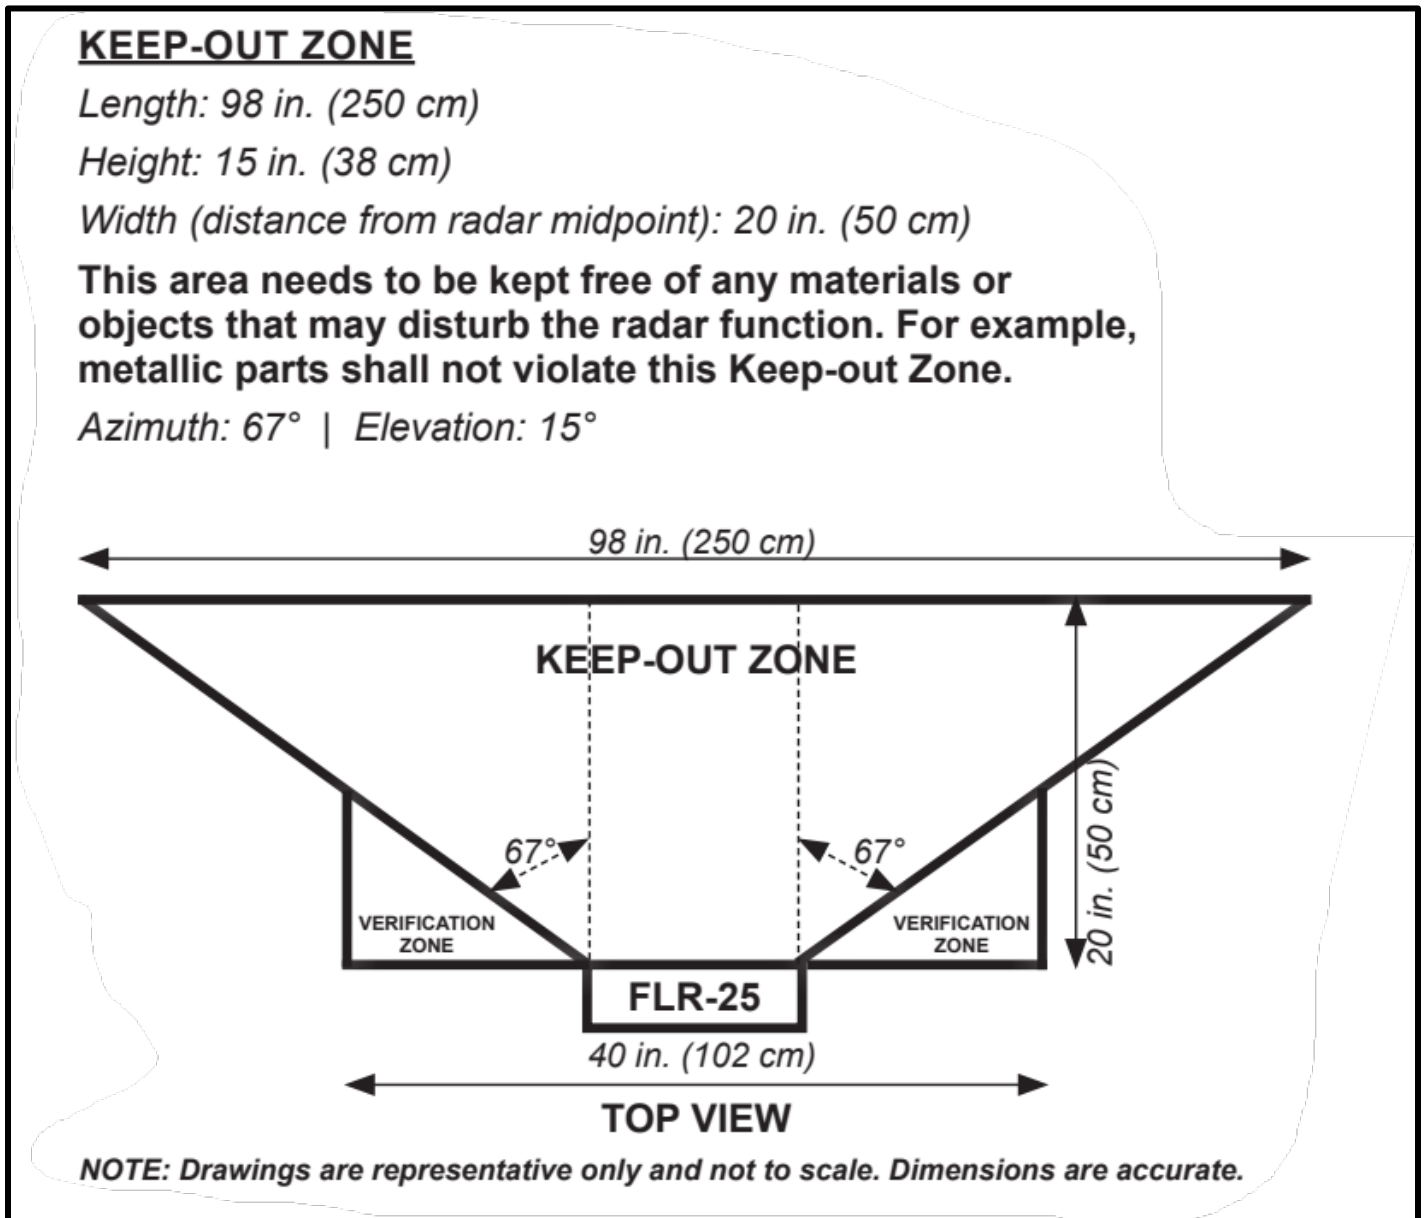 KEEP-OUT ZONE
Length: 98 in. (250 cm)
Height: 15 in. (38 cm)
Width (distance from radar midpoint): 20 in. (50 cm)
This area needs to be kept free of any materials or
objects that may disturb the radar function. For example,
metallic parts shall not violate this Keep-out Zone.
Azimuth: 67° | Elevation: 15°
98 in. (250 cm)
KEEP-OUT ZONE
67°
67°
20 in. (50 cm)
VERIFICATION
ZONE
VERIFICATION
ZONE
FLR-25
40 in. (102 cm)
TOP VIEW
NOTE: Drawings are representative only and not to scale. Dimensions are accurate.